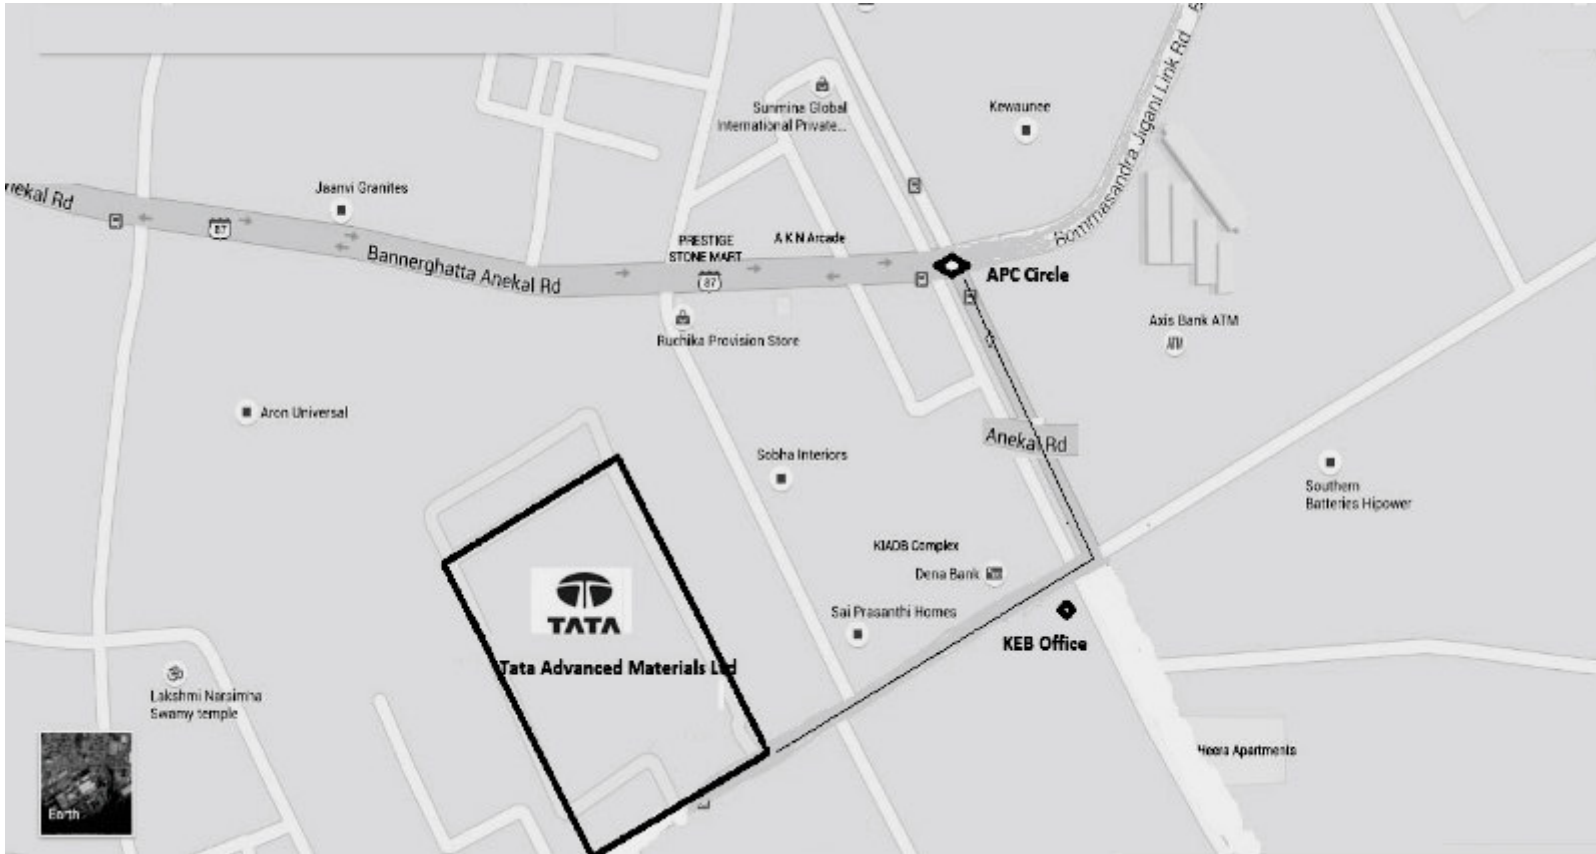 Sunmina Global
International Private...
Kewaunee
Bommasandra Jigani Link Rd
Jaanvi Granites
nekal Rd
87
Bannerghatta Anekal Rd
PRESTIGE
STONE MART
A K N Arcade
87
APC Circle
Ruchika Provision Store
Axis Bank ATM
ATM
Aron Universal
Anekal Rd
Sobha Interiors
Southern
Batteries Hipower
KIADB Complex
Dena Bank
Sai Prasanthi Homes
KEB Office
TATA
Tata Advanced Materials Ltd
Lakshmi Narsimha
Swamy temple
Heera Apartments
Earth